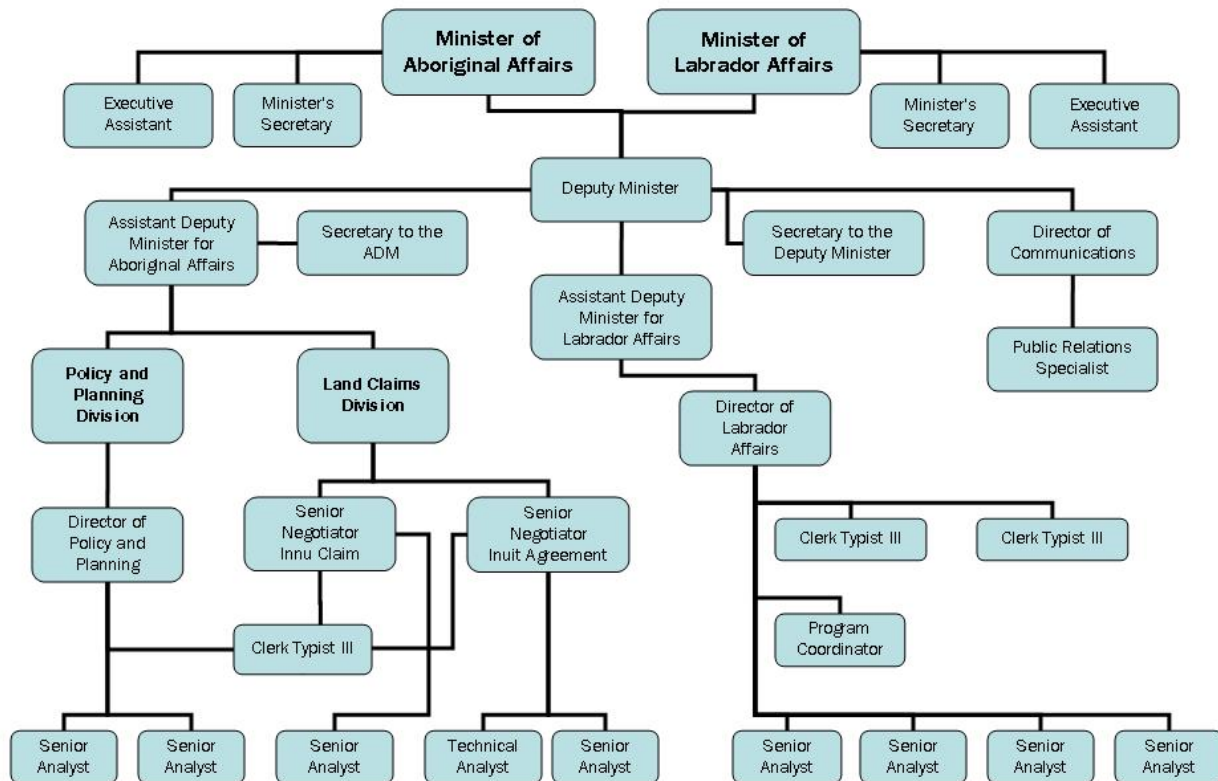 Minister of
Aboriginal Affairs
Minister of
Labrador Affairs
Executive
Assistant
Minister's
Secretary
Minister's
Secretary
Executive
Assistant
Deputy Minister
Assistant Deputy
Minister for
Aboriginal Affairs
Secretary to the
ADM
Secretary to the
Deputy Minister
Director of
Communications
Assistant Deputy
Minister for
Labrador Affairs
Public Relations
Specialist
Policy and
Planning
Division
Land Claims
Division
Director of
Labrador
Affairs
Director of
Policy and
Planning
Senior
Negotiator
Innu Claim
Senior
Negotiator
Inuit Agreement
Clerk Typist III
Clerk Typist III
Clerk Typist III
Program
Coordinator
Senior
Analyst
Senior
Analyst
Senior
Analyst
Technical
Analyst
Senior
Analyst
Senior
Analyst
Senior
Analyst
Senior
Analyst
Senior
Analyst